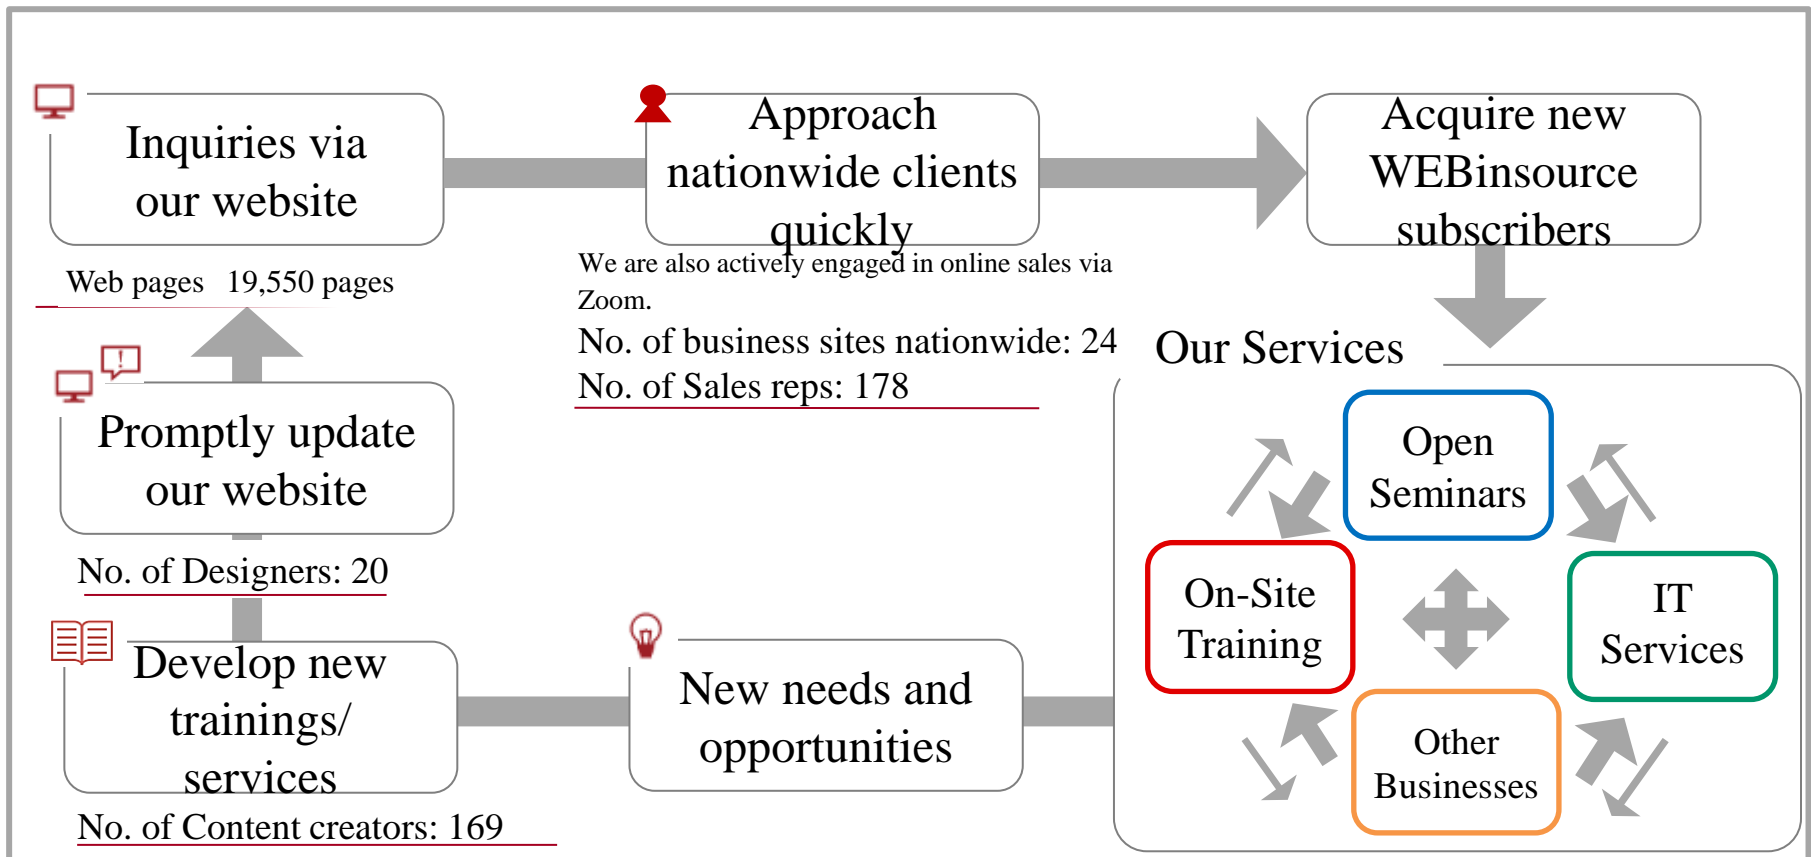 Inquiries via
our website
Web pages 19,550 pages
Approach
nationwide clients
quickly
We are also actively engaged in online sales via
Zoom.
No. of business sites nationwide: 24
No. of Sales reps: 178
Acquire new
WEBinsource
subscribers
Our Services
Open
Seminars
On-Site
Training
IT
Services
Other
Businesses
New needs and
opportunities
Develop new
trainings/
services
No. of Content creators: 169
!
Promptly update
our website
No. of Designers: 20